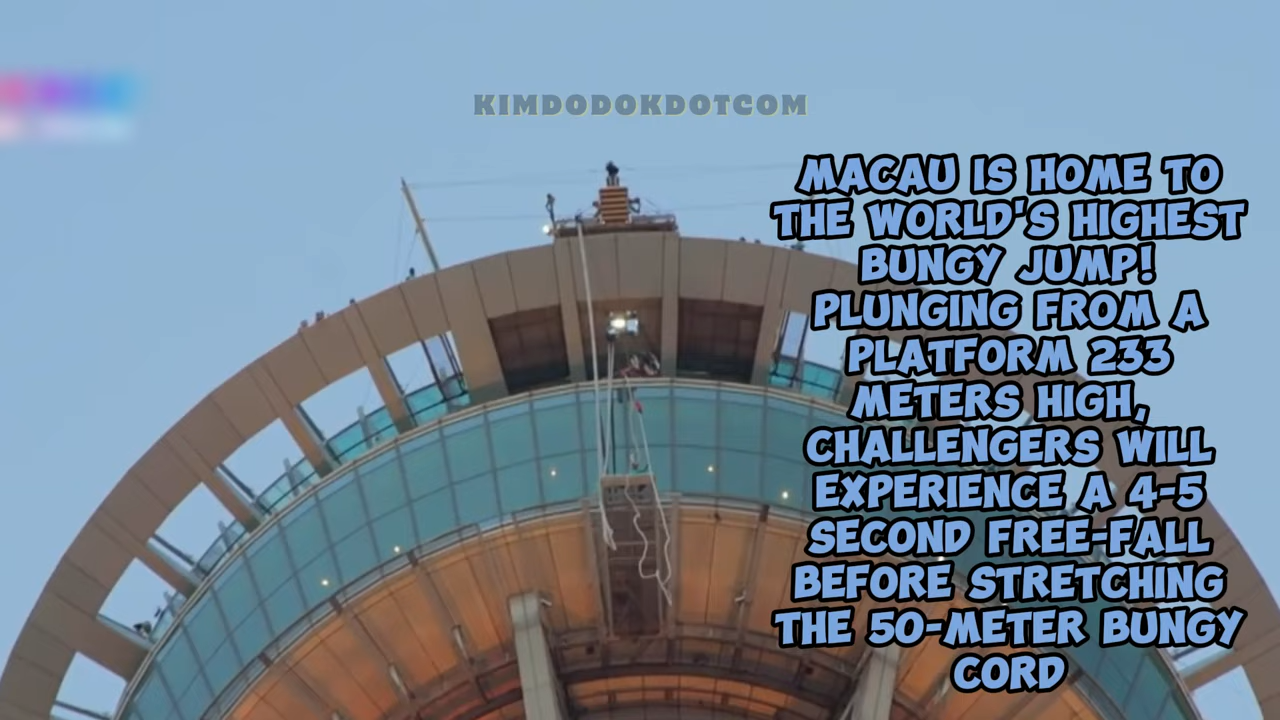 KIMDODOKDOTCOM
MACAU IS HOME TO
THE WORLD'S HIGHEST
BUNGY JUMP!
PLUNGING FROM A
PLATFORM 233
METERS HIGH,
CHALLENGERS WILL
EXPERIENCE A 4-5
SECOND FREE-FALL
BEFORE STRETCHING
THE 50-METER BUNGY
CORD